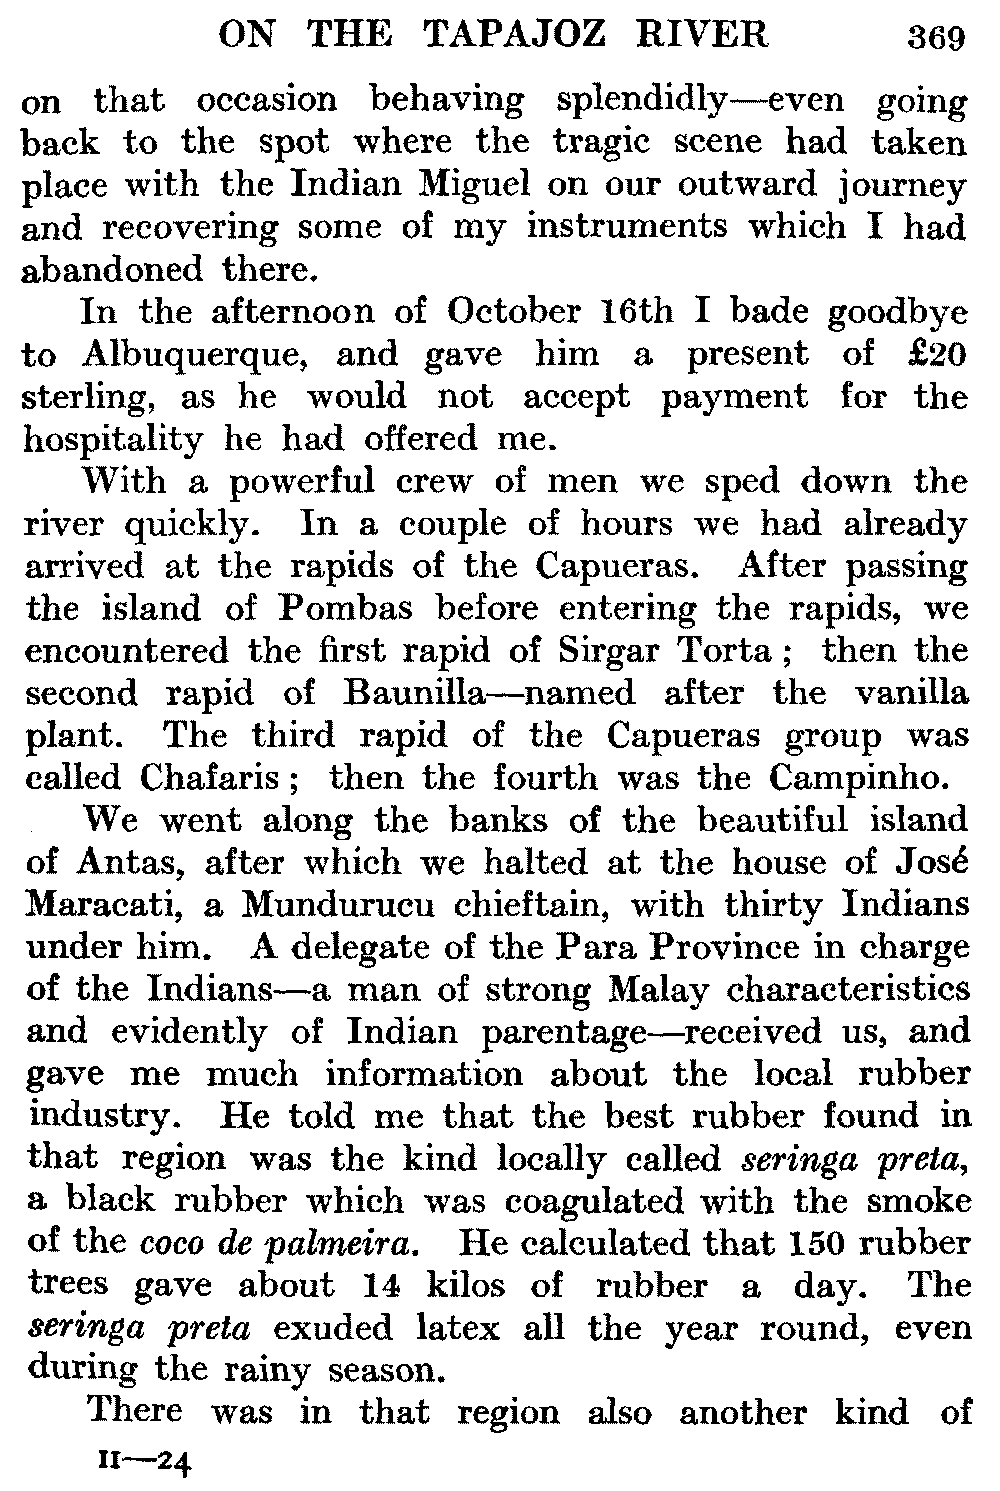 ON THE TAPAJOZ RIVER 369
on that occasion behaving splendidly—even going
back to the spot where the tragic scene had taken
place with the Indian Miguel on our outward journey
and recovering some of my instruments which I had
abandoned there.
In the afternoon of October 16th I bade goodbye
to Albuquerque, and gave him a present of £20
sterling, as he would not accept payment for the
hospitality he had offered me.
With a powerful crew of men we sped down the
river quickly. In a couple of hours we had already
arrived at the rapids of the Capueras. After passing
the island of Pombas before entering the rapids, we
encountered the first rapid of Sirgar Torta; then the
second rapid of Baunilla—named after the vanilla
plant. The third rapid of the Capueras group was
called Chafaris; then the fourth was the Campinho.
We went along the banks of the beautiful island
of Antas, after which we halted at the house of José
Maracati, a Mundurucu chieftain, with thirty Indians
under him. A delegate of the Para Province in charge
of the Indians—a man of strong Malay characteristics
and evidently of Indian parentage—received us, and
gave me much information about the local rubber
industry. He told me that the best rubber found in
that region was the kind locally called seringa preta,
a black rubber which was coagulated with the smoke
of the coco de palmeira. He calculated that 150 rubber
trees gave about 14 kilos of rubber a day. The
seringa preta exuded latex all the year round, even
during the rainy season.
There was in that region also another kind of
II—24